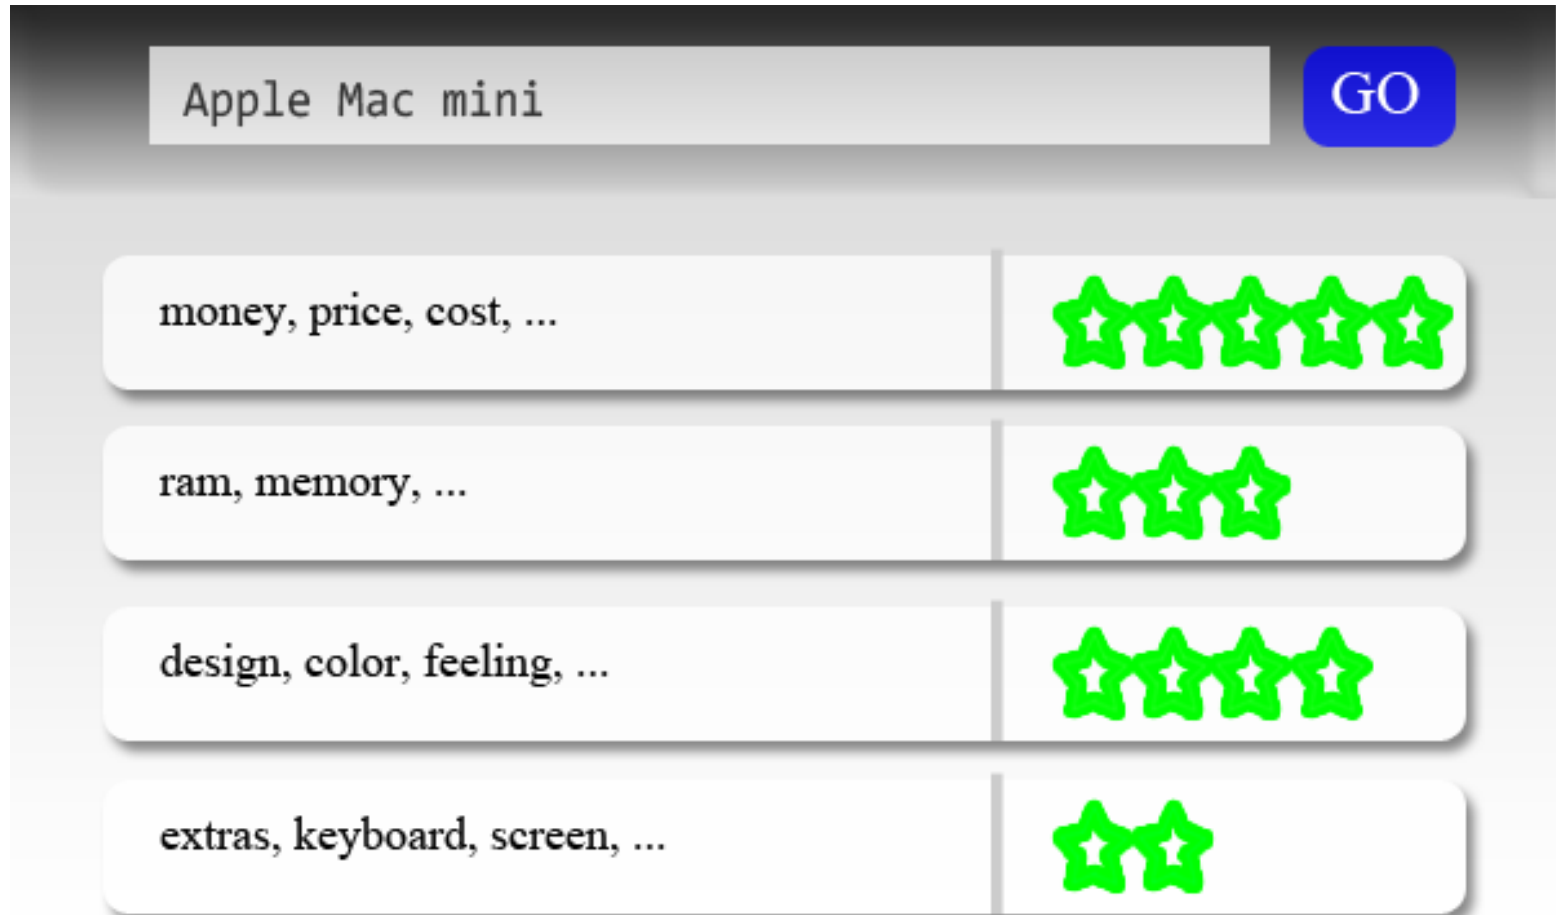 Apple Mac mini
GO
money, price, cost, ...
ram, memory, ...
design, color, feeling, ...
extras, keyboard, screen, ...